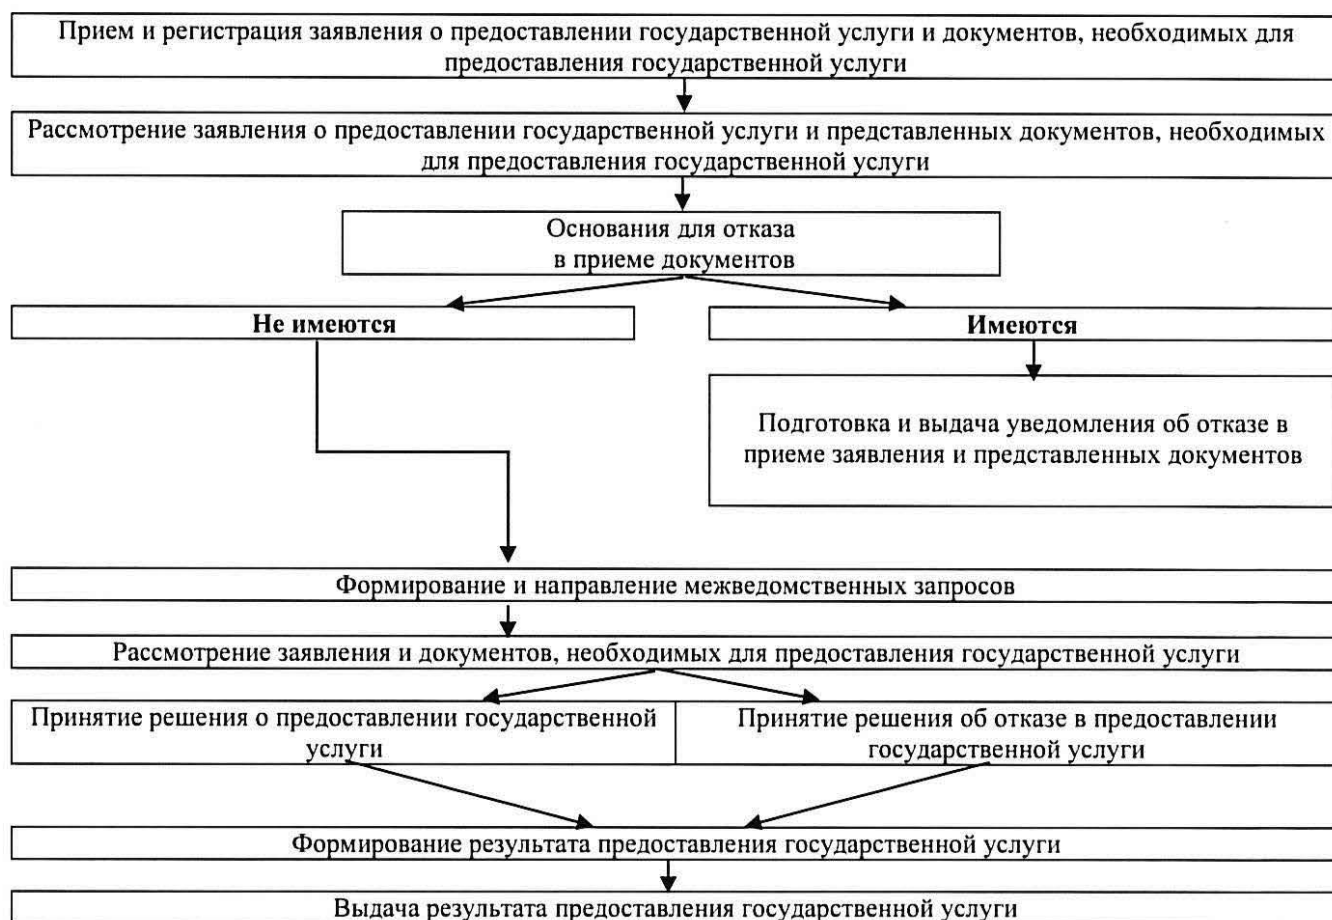 Прием и регистрация заявления о предоставлении государственной услуги и документов, необходимых для
предоставления государственной услуги
Рассмотрение заявления о предоставлении государственной услуги и представленных документов, необходимых
для предоставления государственной услуги
Основания для отказа
в приеме документов
Не имеются
Имеются
Подготовка и выдача уведомления об отказе в
приеме заявления и представленных документов
Формирование и направление межведомственных запросов
Рассмотрение заявления и документов, необходимых для предоставления государственной услуги
Принятие решения о предоставлении государственной
услуги
Принятие решения об отказе в предоставлении
государственной услуги
Формирование результата предоставления государственной услуги
Выдача результата предоставления государственной услуги